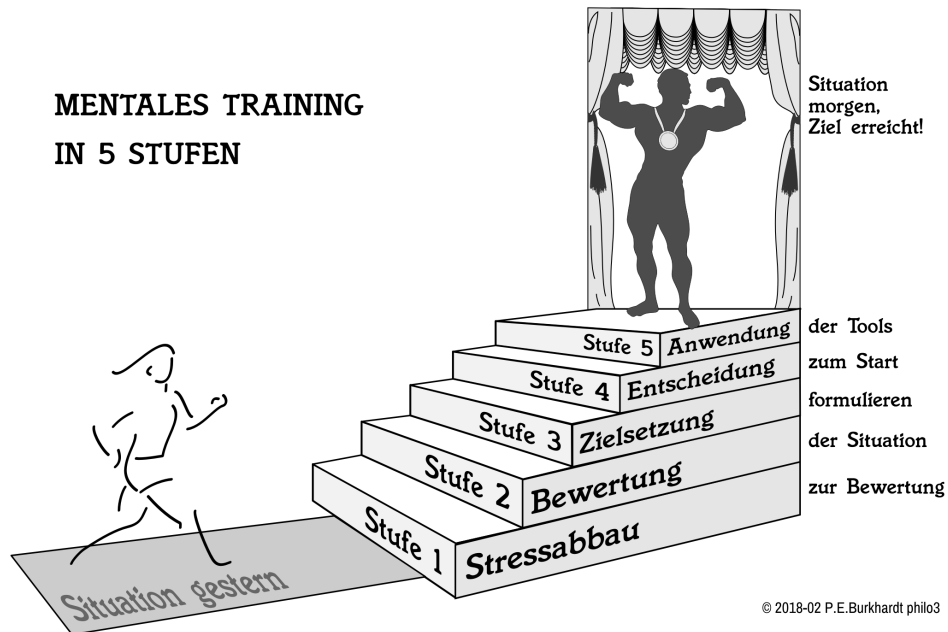 MENTALES TRAINING
IN 5 STUFEN
Situation
morgen,
Ziel erreicht!
Stufe 5 Anwendung der Tools
Stufe 4 Entscheidung zum Start
Stufe 3 Zielsetzung formulieren
Stufe 2 Bewertung der Situation
Stufe 1 Stressabbau zur Bewertung
Situation gestern
© 2018-02 P.E.Burkhardt philo3